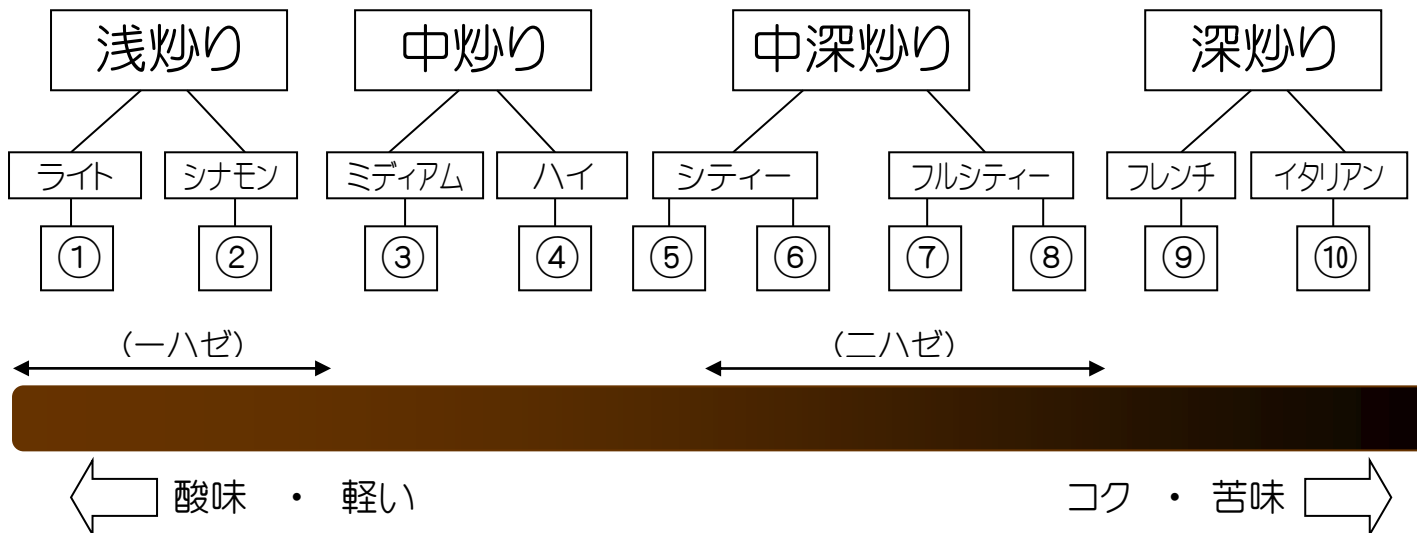 浅炒り 中炒り 中深炒り 深炒り
ライト シナモン ミディアム ハイ シティー フルシティー フレンチ イタリアン
① ② ③ ④ ⑤ ⑥ ⑦ ⑧ ⑨ ⑩
(一ハゼ) (二ハゼ)
酸味 ・ 軽い コク ・ 苦味